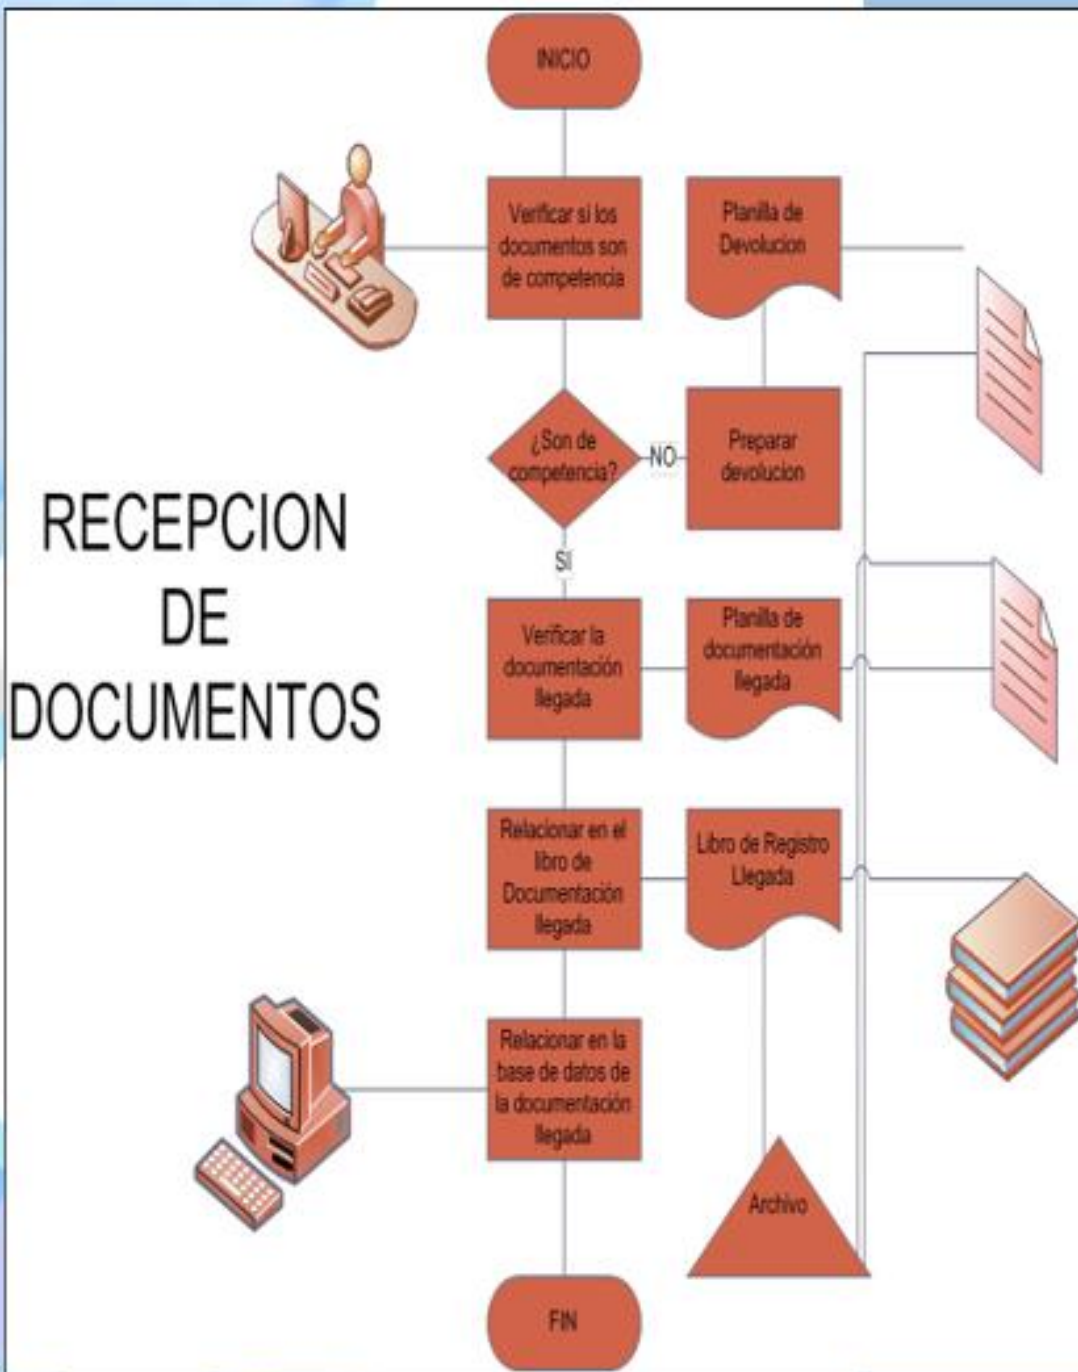 INICIO
Verificar si los
documentos son
de competencia
Planilla de
Devolucion
¿Son de
competencia?
NO
Preparar
devolucion
RECEPCION
DE
DOCUMENTOS
SI
Verificar la
documentación
llegada
Planilla de
documentación
llegada
Relacionar en el
libro de
Documentación
llegada
Libro de Registro
Llegada
Relacionar en la
base de datos de
la documentación
llegada
Archivo
FIN